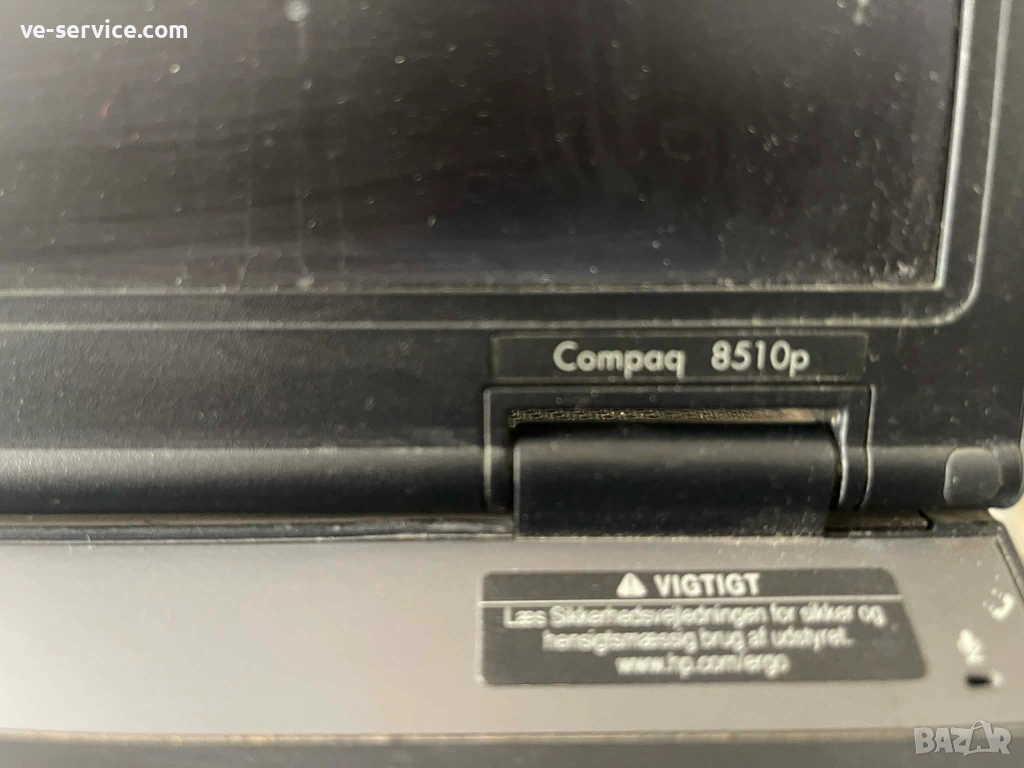 ve-service.com
Compaq 8510p
⚠ VIGTIGT
Læs Sikkerhedsvejledningen for sikker og
hensigtsmæssig brug af udstyret.
www.hp.com/ergo
BAZAR